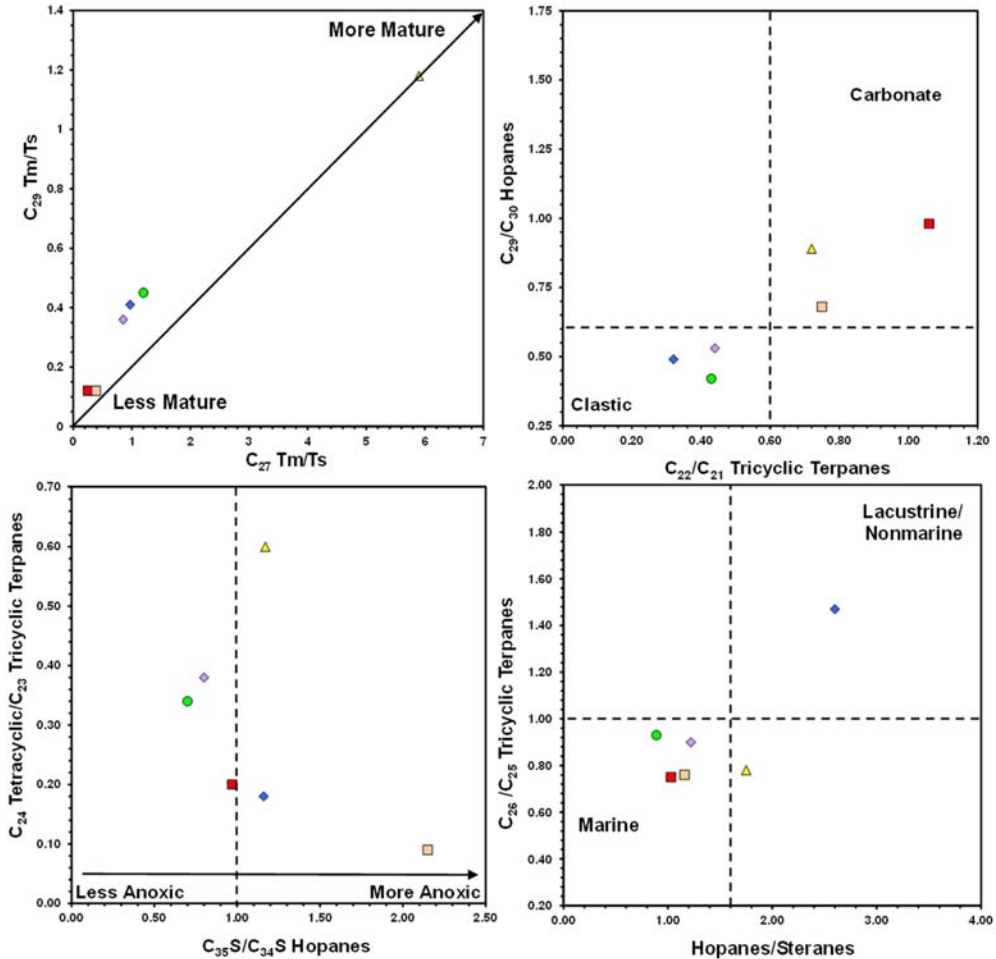 1.4
1.2
1
0.8
0.6
0.4
0.2
0
C29 Tm/Ts
More Mature
Less Mature
0 1 2 3 4 5 6 7
C27 Tm/Ts
1.75
1.50
1.25
1.00
0.75
0.50
0.25
C29/C30 Hopanes
Carbonate
Clastic
0.00 0.20 0.40 0.60 0.80 1.00 1.20
C22/C21 Tricyclic Terpanes
0.70
0.60
0.50
0.40
0.30
0.20
0.10
0.00
C24 Tetracyclic/C23 Tricyclic Terpanes
Less Anoxic More Anoxic
0.00 0.50 1.00 1.50 2.00 2.50
C35S/C34S Hopanes
2.00
1.80
1.60
1.40
1.20
1.00
0.80
0.60
0.40
0.20
C26 /C25 Tricyclic Terpanes
Lacustrine/
Nonmarine
Marine
0.00 1.00 2.00 3.00 4.00
Hopanes/Steranes